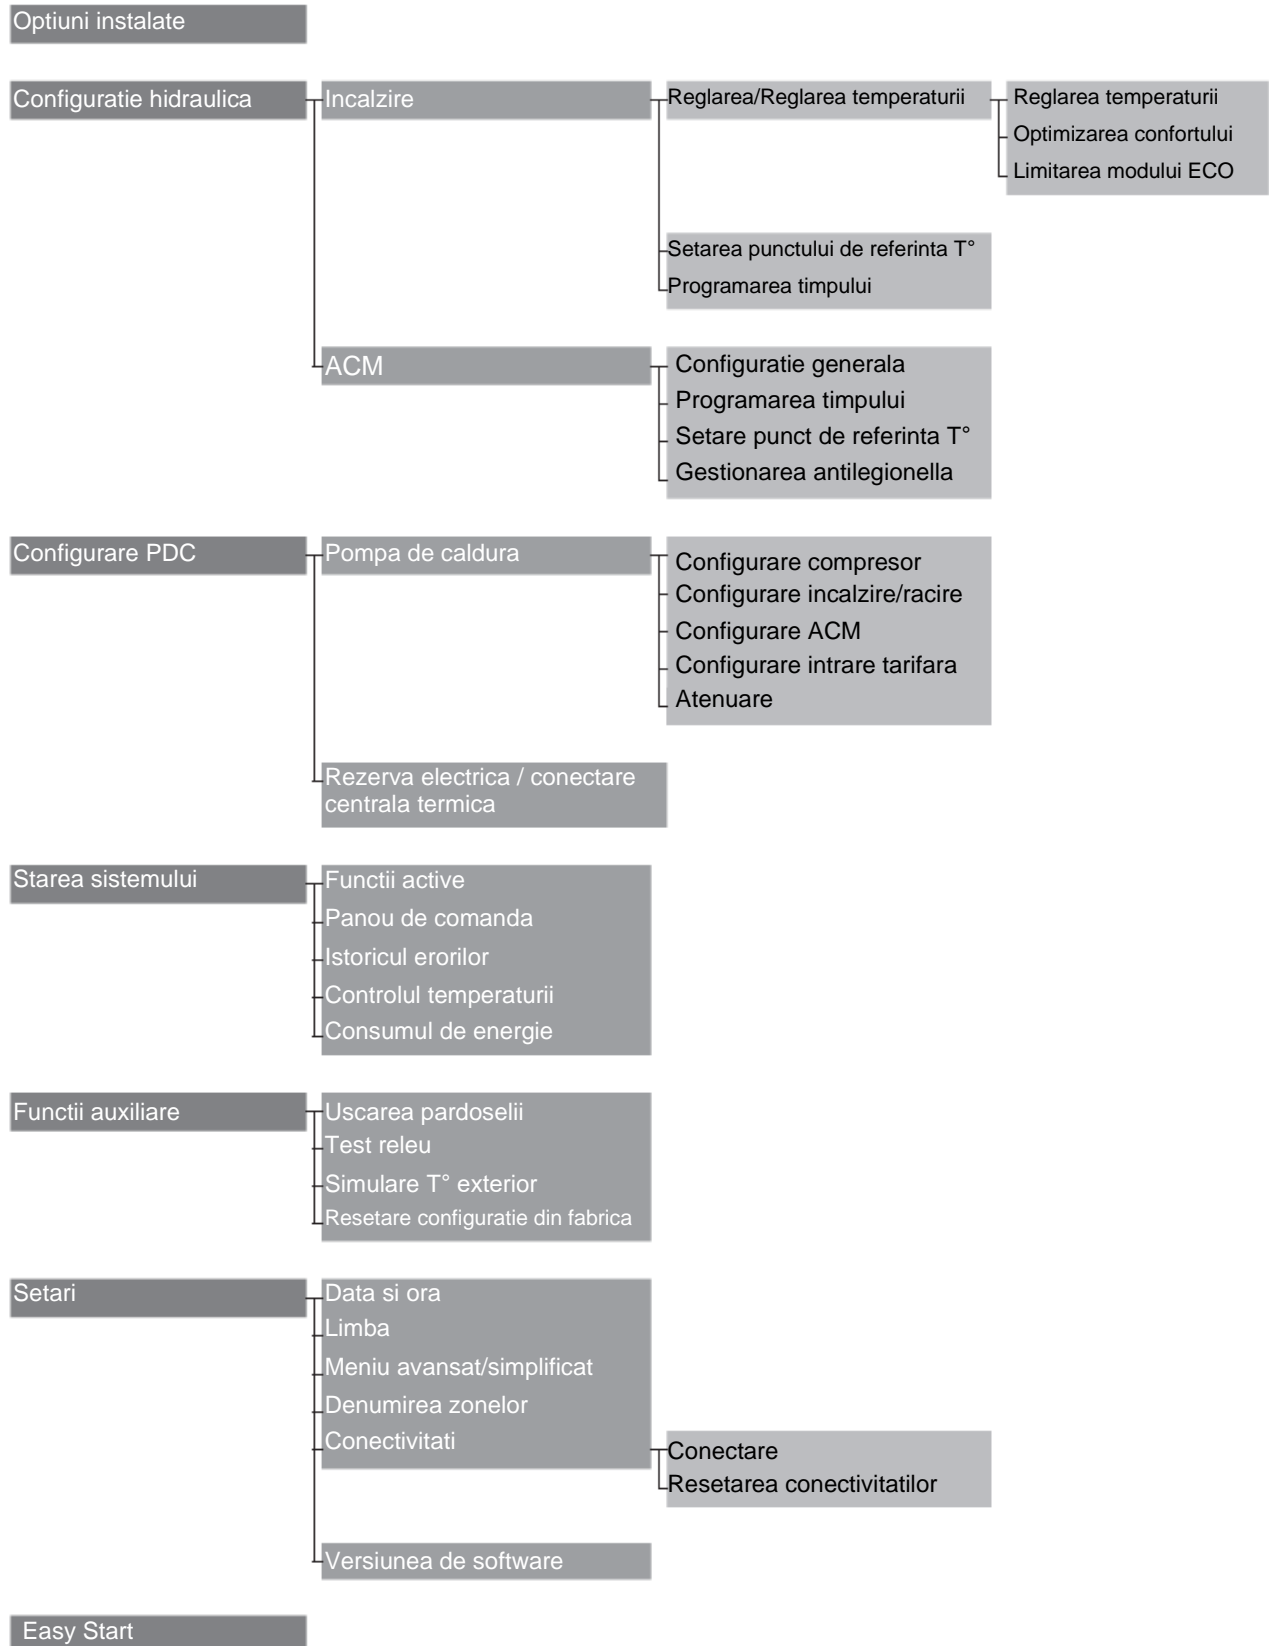 Optiuni instalate
Configuratie hidraulica
Incalzire
Reglarea/Reglarea temperaturii
Reglarea temperaturii
Optimizarea confortului
Limitarea modului ECO
Setarea punctului de referinta T°
Programarea timpului
ACM
Configuratie generala
Programarea timpului
Setare punct de referinta T°
Gestionarea antilegionella
Configurare PDC
Pompa de caldura
Configurare compresor
Configurare incalzire/racire
Configurare ACM
Configurare intrare tarifara
Atenuare
Rezerva electrica / conectare
centrala termica
Starea sistemului
Functii active
Panou de comanda
Istoricul erorilor
Controlul temperaturii
Consumul de energie
Functii auxiliare
Uscarea pardoselii
Test releu
Simulare T° exterior
Resetare configuratie din fabrica
Setari
Data si ora
Limba
Meniu avansat/simplificat
Denumirea zonelor
Conectivitati
Conectare
Resetarea conectivitatilor
Versiunea de software
Easy Start